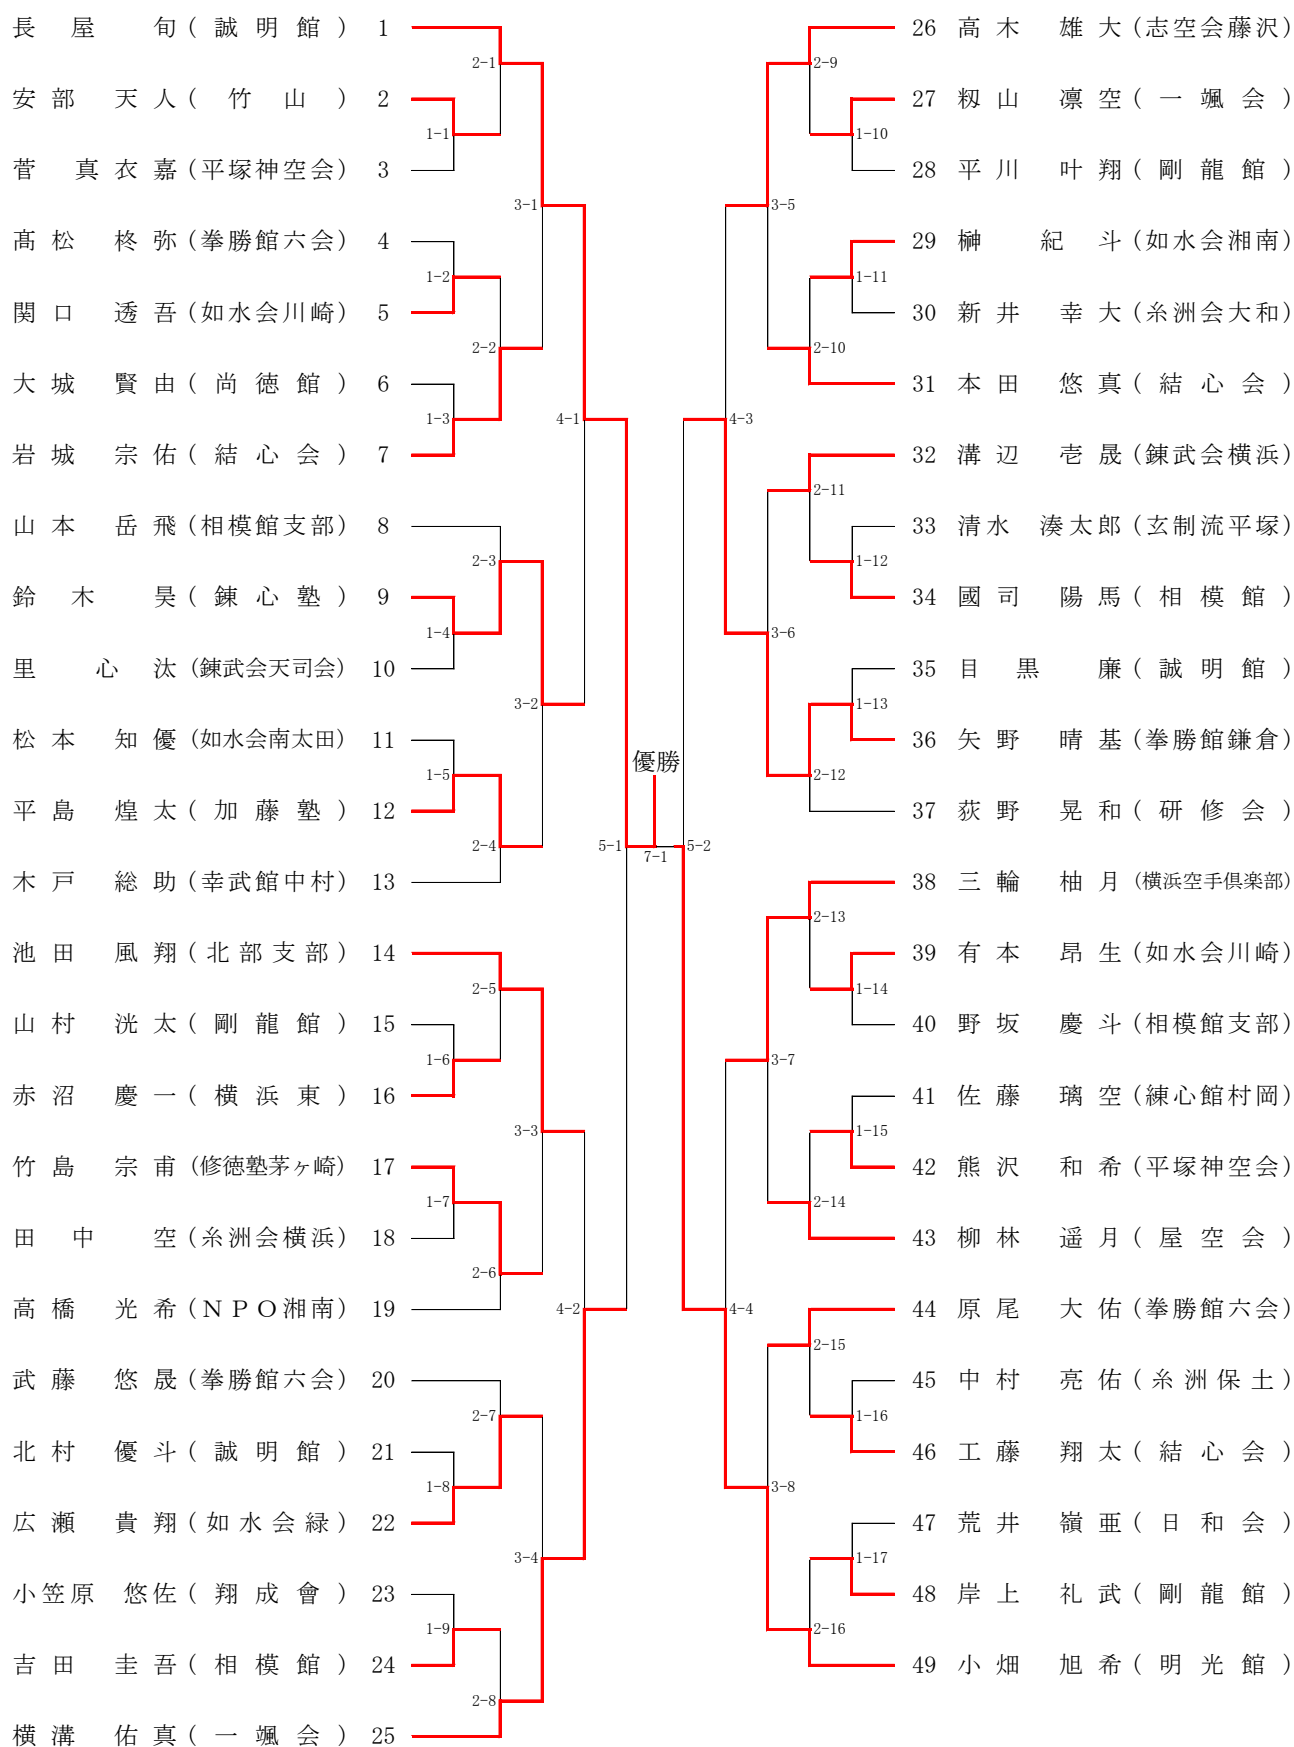 長屋 旬(誠明館) 1
安部 天人(竹山) 2
菅 真衣嘉(平塚神空会) 3
髙松 柊弥(拳勝館六会) 4
関口 透吾(如水会川崎) 5
大城 賢由(尚徳館) 6
岩城 宗佑(結心会) 7
山本 岳飛(相模館支部) 8
鈴木 昊(錬心塾) 9
里 心汰(錬武会天司会) 10
松本 知優(如水会南太田) 11
平島 煌太(加藤塾) 12
木戸 総助(幸武館中村) 13
池田 風翔(北部支部) 14
山村 洸太(剛龍館) 15
赤沼 慶一(横浜東) 16
竹島 宗甫(修徳塾茅ヶ崎) 17
田中 空(糸洲会横浜) 18
高橋 光希(ＮＰＯ湘南) 19
武藤 悠晟(拳勝館六会) 20
北村 優斗(誠明館) 21
広瀬 貴翔(如水会緑) 22
小笠原 悠佐(翔成會) 23
吉田 圭吾(相模館) 24
横溝 佑真(一颯会) 25
2-1
1-1
3-1
1-2
2-2
1-3
4-1
2-3
1-4
3-2
1-5
2-4
5-1
2-5
1-6
3-3
1-7
2-6
4-2
2-7
1-8
3-4
1-9
2-8
優勝
7-1
5-2
2-9
1-10
3-5
1-11
2-10
4-3
2-11
1-12
3-6
1-13
2-12
2-13
1-14
3-7
1-15
2-14
4-4
2-15
1-16
3-8
1-17
2-16
26 高木 雄大(志空会藤沢)
27 籾山 凛空(一颯会)
28 平川 叶翔(剛龍館)
29 榊 紀斗(如水会湘南)
30 新井 幸大(糸洲会大和)
31 本田 悠真(結心会)
32 溝辺 壱晟(錬武会横浜)
33 清水 湊太郎(玄制流平塚)
34 國司 陽馬(相模館)
35 目黒 廉(誠明館)
36 矢野 晴基(拳勝館鎌倉)
37 荻野 晃和(研修会)
38 三輪 柚月(横浜空手倶楽部)
39 有本 昂生(如水会川崎)
40 野坂 慶斗(相模館支部)
41 佐藤 璃空(練心館村岡)
42 熊沢 和希(平塚神空会)
43 柳林 遥月(屋空会)
44 原尾 大佑(拳勝館六会)
45 中村 亮佑(糸洲保土)
46 工藤 翔太(結心会)
47 荒井 嶺亜(日和会)
48 岸上 礼武(剛龍館)
49 小畑 旭希(明光館)